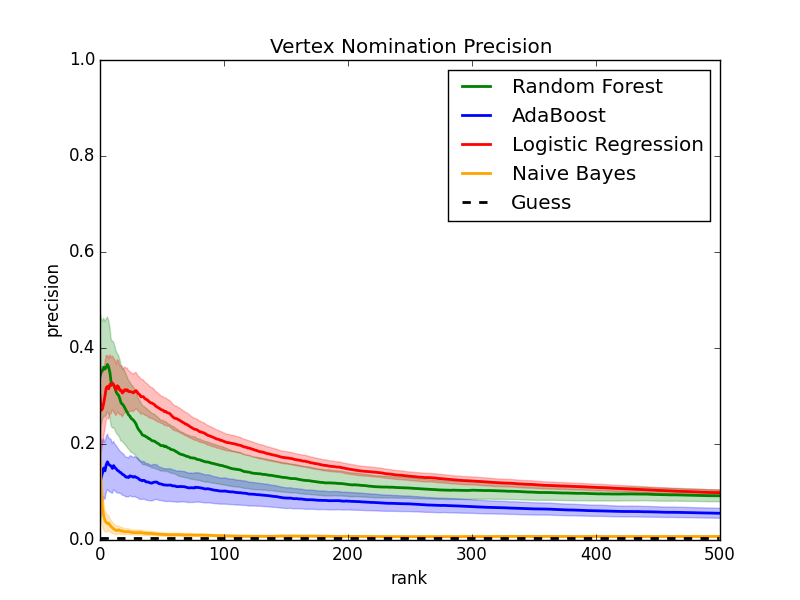 Vertex Nomination Precision
1.0
0.8
0.6
0.4
0.2
0.0
precision
Random Forest
AdaBoost
Logistic Regression
Naive Bayes
Guess
0 100 200 300 400 500
rank